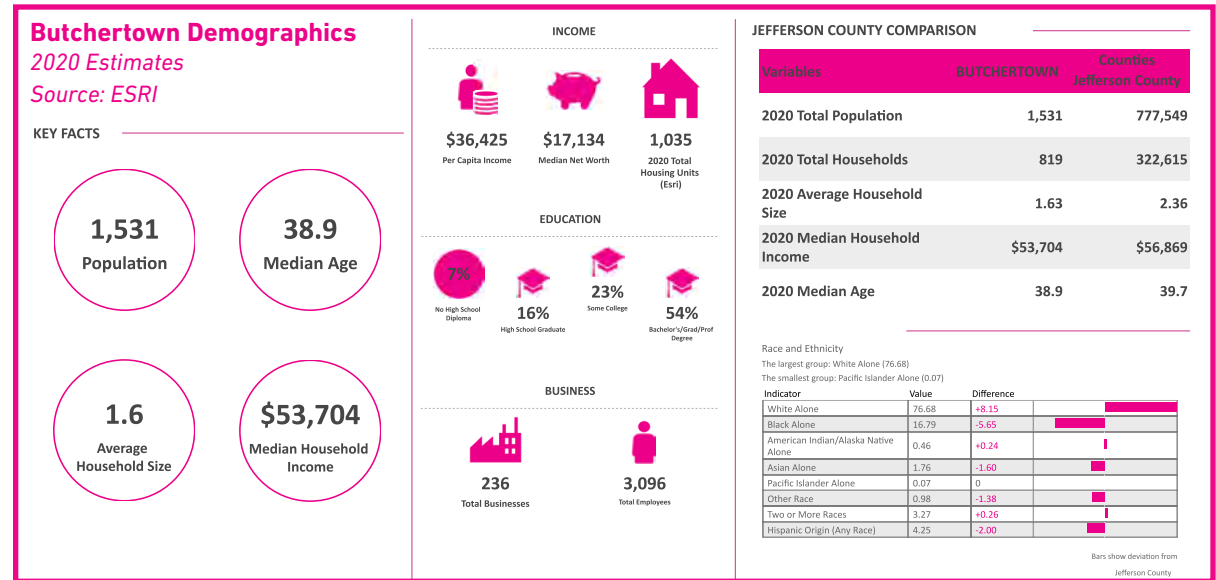 Butchertown Demographics
2020 Estimates
Source: ESRI
KEY FACTS
1,531
Population
38.9
Median Age
1.6
Average
Household Size
$53,704
Median Household
Income
INCOME
$36,425
Per Capita Income
$17,134
Median Net Worth
1,035
2020 Total
Housing Units
(Esri)
EDUCATION
7%
No High School
Diploma
16%
High School Graduate
23%
Some College
54%
Bachelor's/Grad/Prof
Degree
BUSINESS
236
Total Businesses
3,096
Total Employees
JEFFERSON COUNTY COMPARISON
Variables BUTCHERTOWN Counties
Jefferson County
2020 Total Population 1,531 777,549
2020 Total Households 819 322,615
2020 Average Household
Size 1.63 2.36
2020 Median Household
Income $53,704 $56,869
2020 Median Age 38.9 39.7
Race and Ethnicity
The largest group: White Alone (76.68)
The smallest group: Pacific Islander Alone (0.07)
Indicator Value Difference
White Alone 76.68 +8.15
Black Alone 16.79 -5.65
American Indian/Alaska Native
Alone 0.46 +0.24
Asian Alone 1.76 -1.60
Pacific Islander Alone 0.07 0
Other Race 0.98 -1.38
Two or More Races 3.27 +0.26
Hispanic Origin (Any Race) 4.25 -2.00
Bars show deviation from
Jefferson County